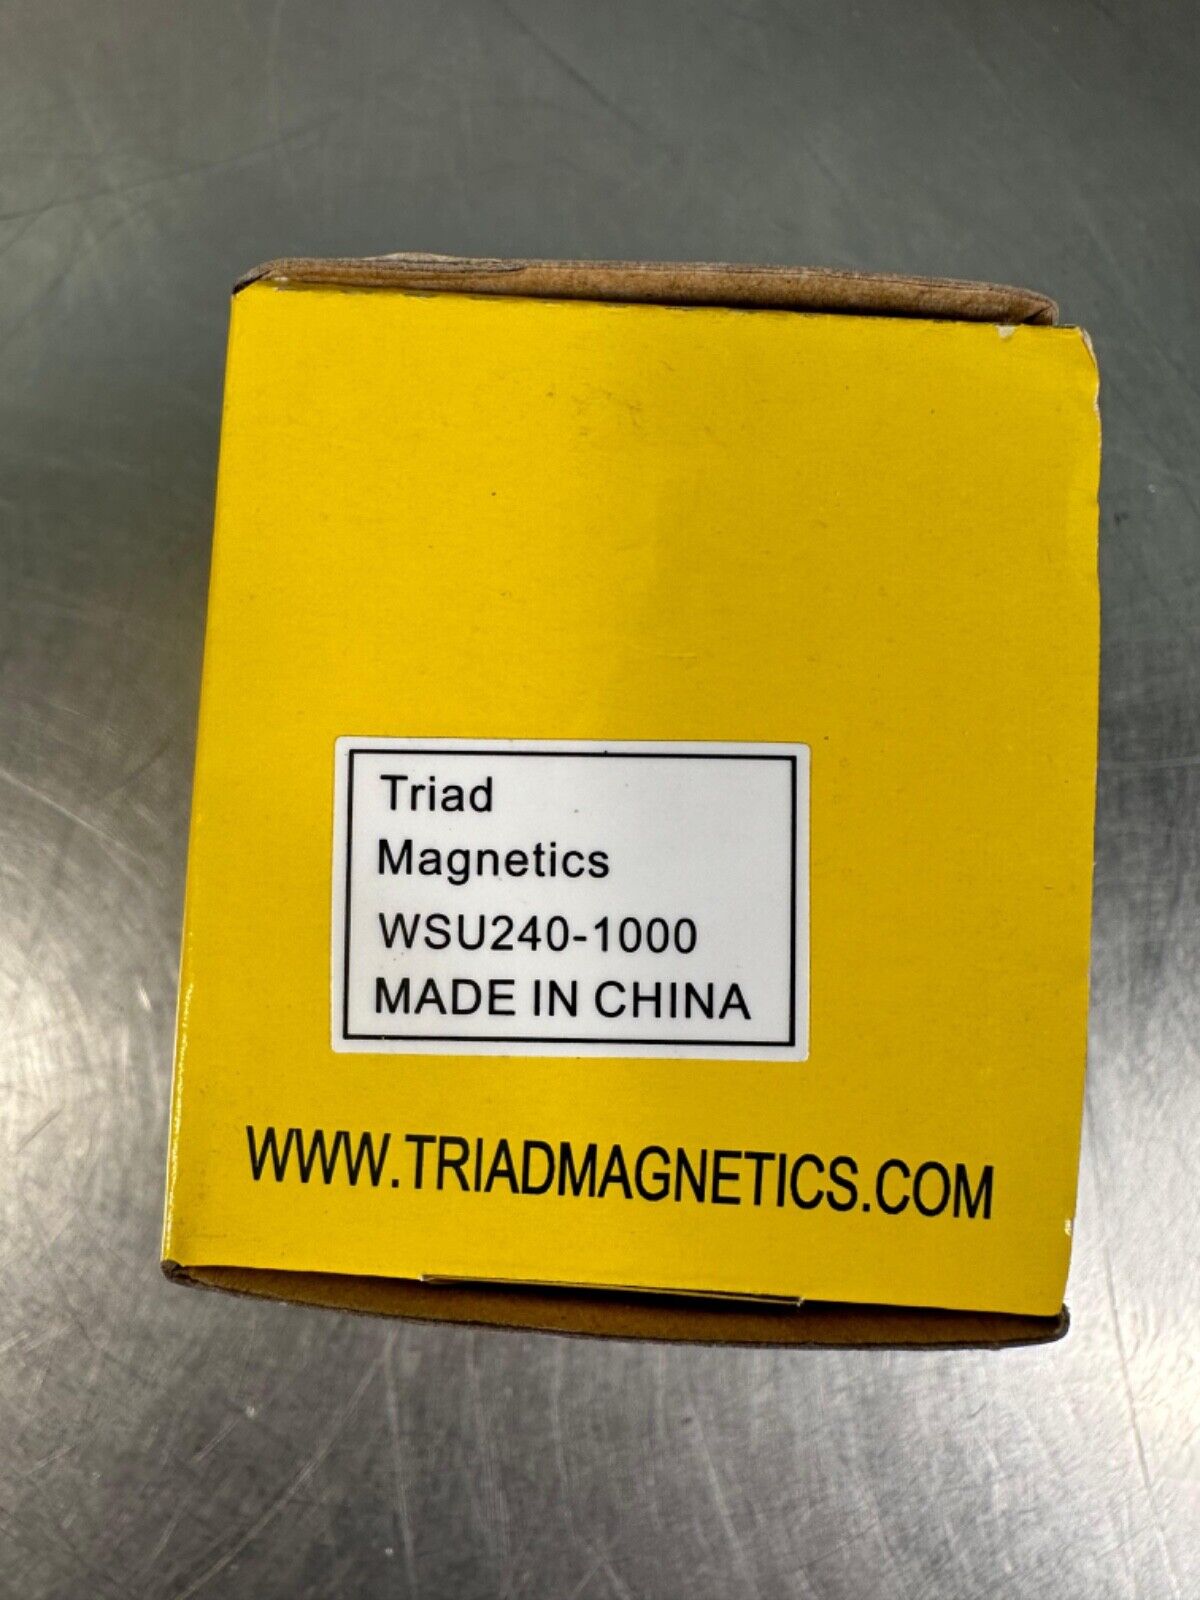 Triad
Magnetics
WSU240-1000
MADE IN CHINA
WWW.TRIADMAGNETICS.COM